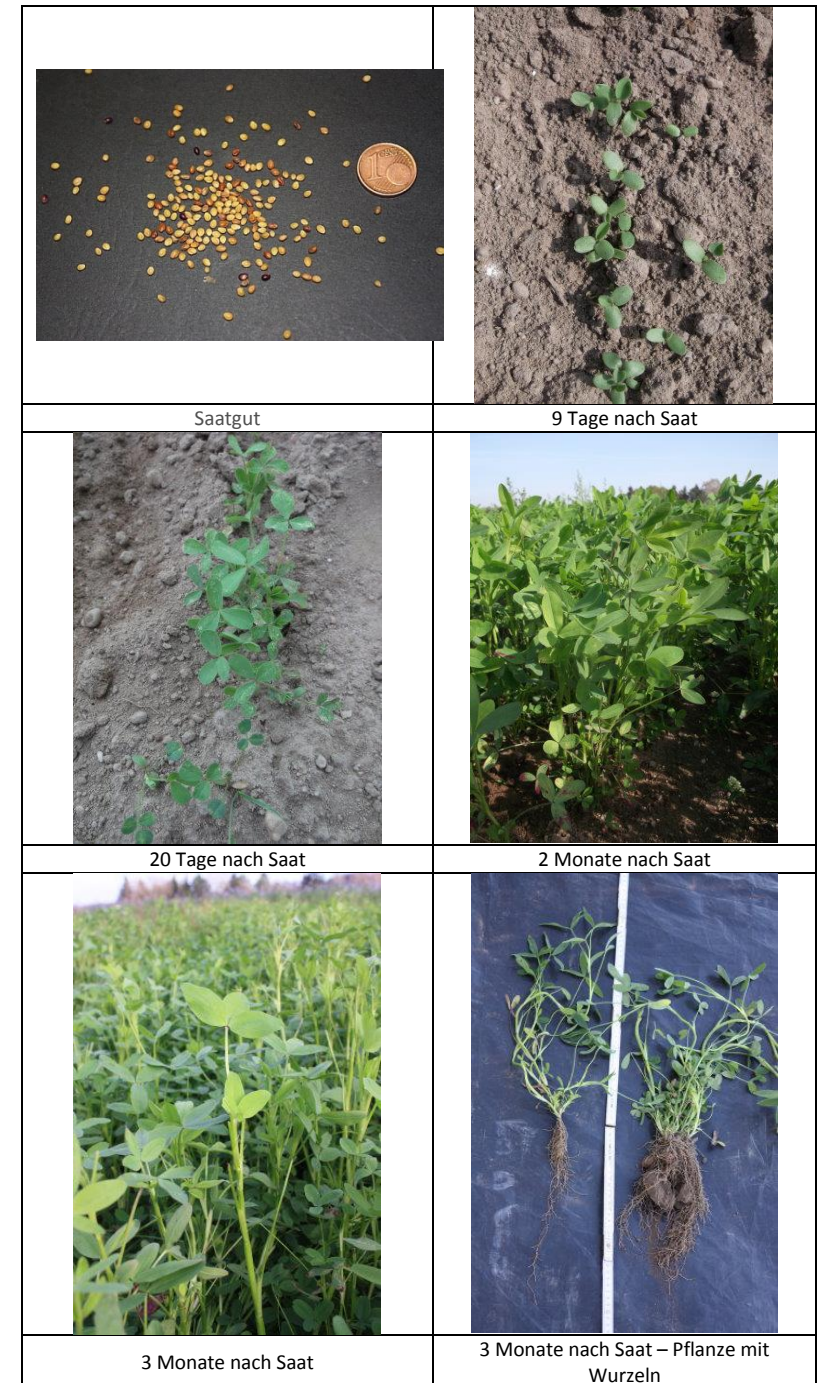 Saatgut
9 Tage nach Saat
20 Tage nach Saat
2 Monate nach Saat
3 Monate nach Saat
3 Monate nach Saat – Pflanze mit
Wurzeln